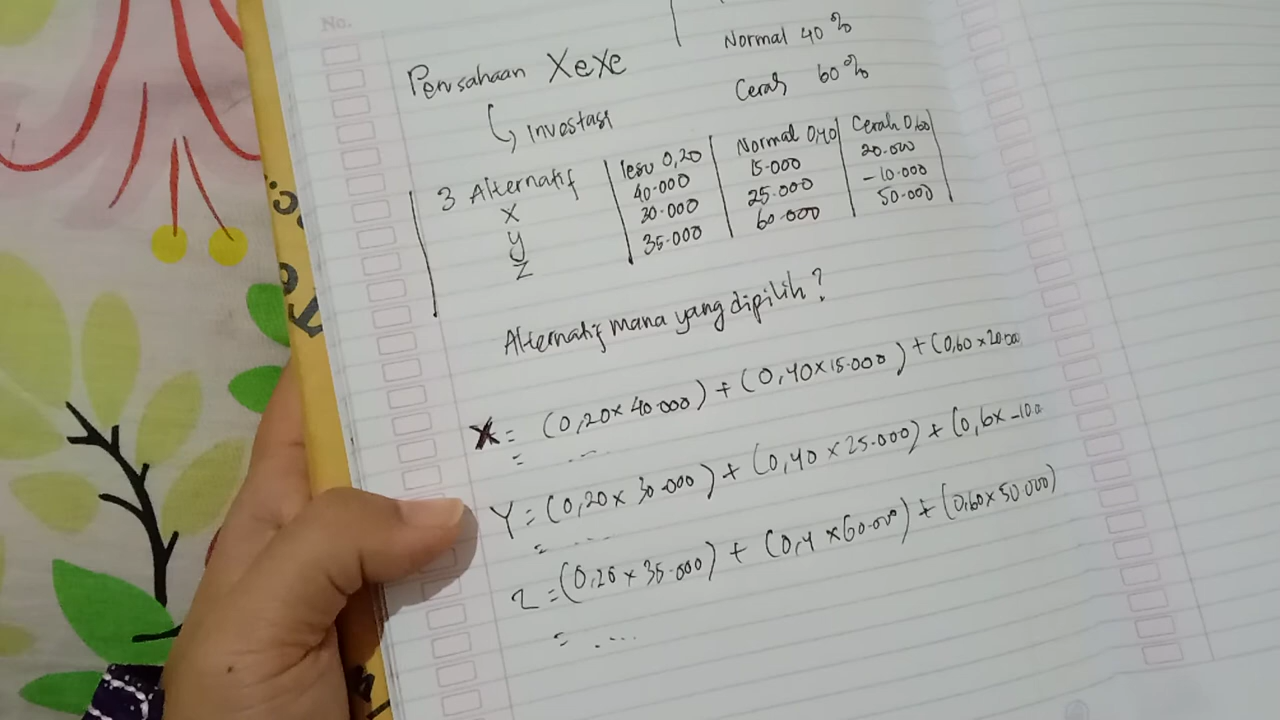 No.
Normal 40%
Perusahaan XeXe
Cerah 60%
Investasi
3 Alternatif lesu 0,20 Normal 0,40 Cerah 0,60
X 40.000 15.000 20.000
y 30.000 25.000 -10.000
Z 35.000 60.000 50.000
Alternatif mana yang dipilih?
X = (0,20 x 40.000) + (0,40 x 15.000) + (0,60 x 20.000
= ....
Y = (0,20 x 30.000) + (0,40 x 25.000) + (0,6 x -10.0
= ....
Z = (0,20 x 35.000) + (0,4 x 60.000) + (0,60 x 50.000)
= ....